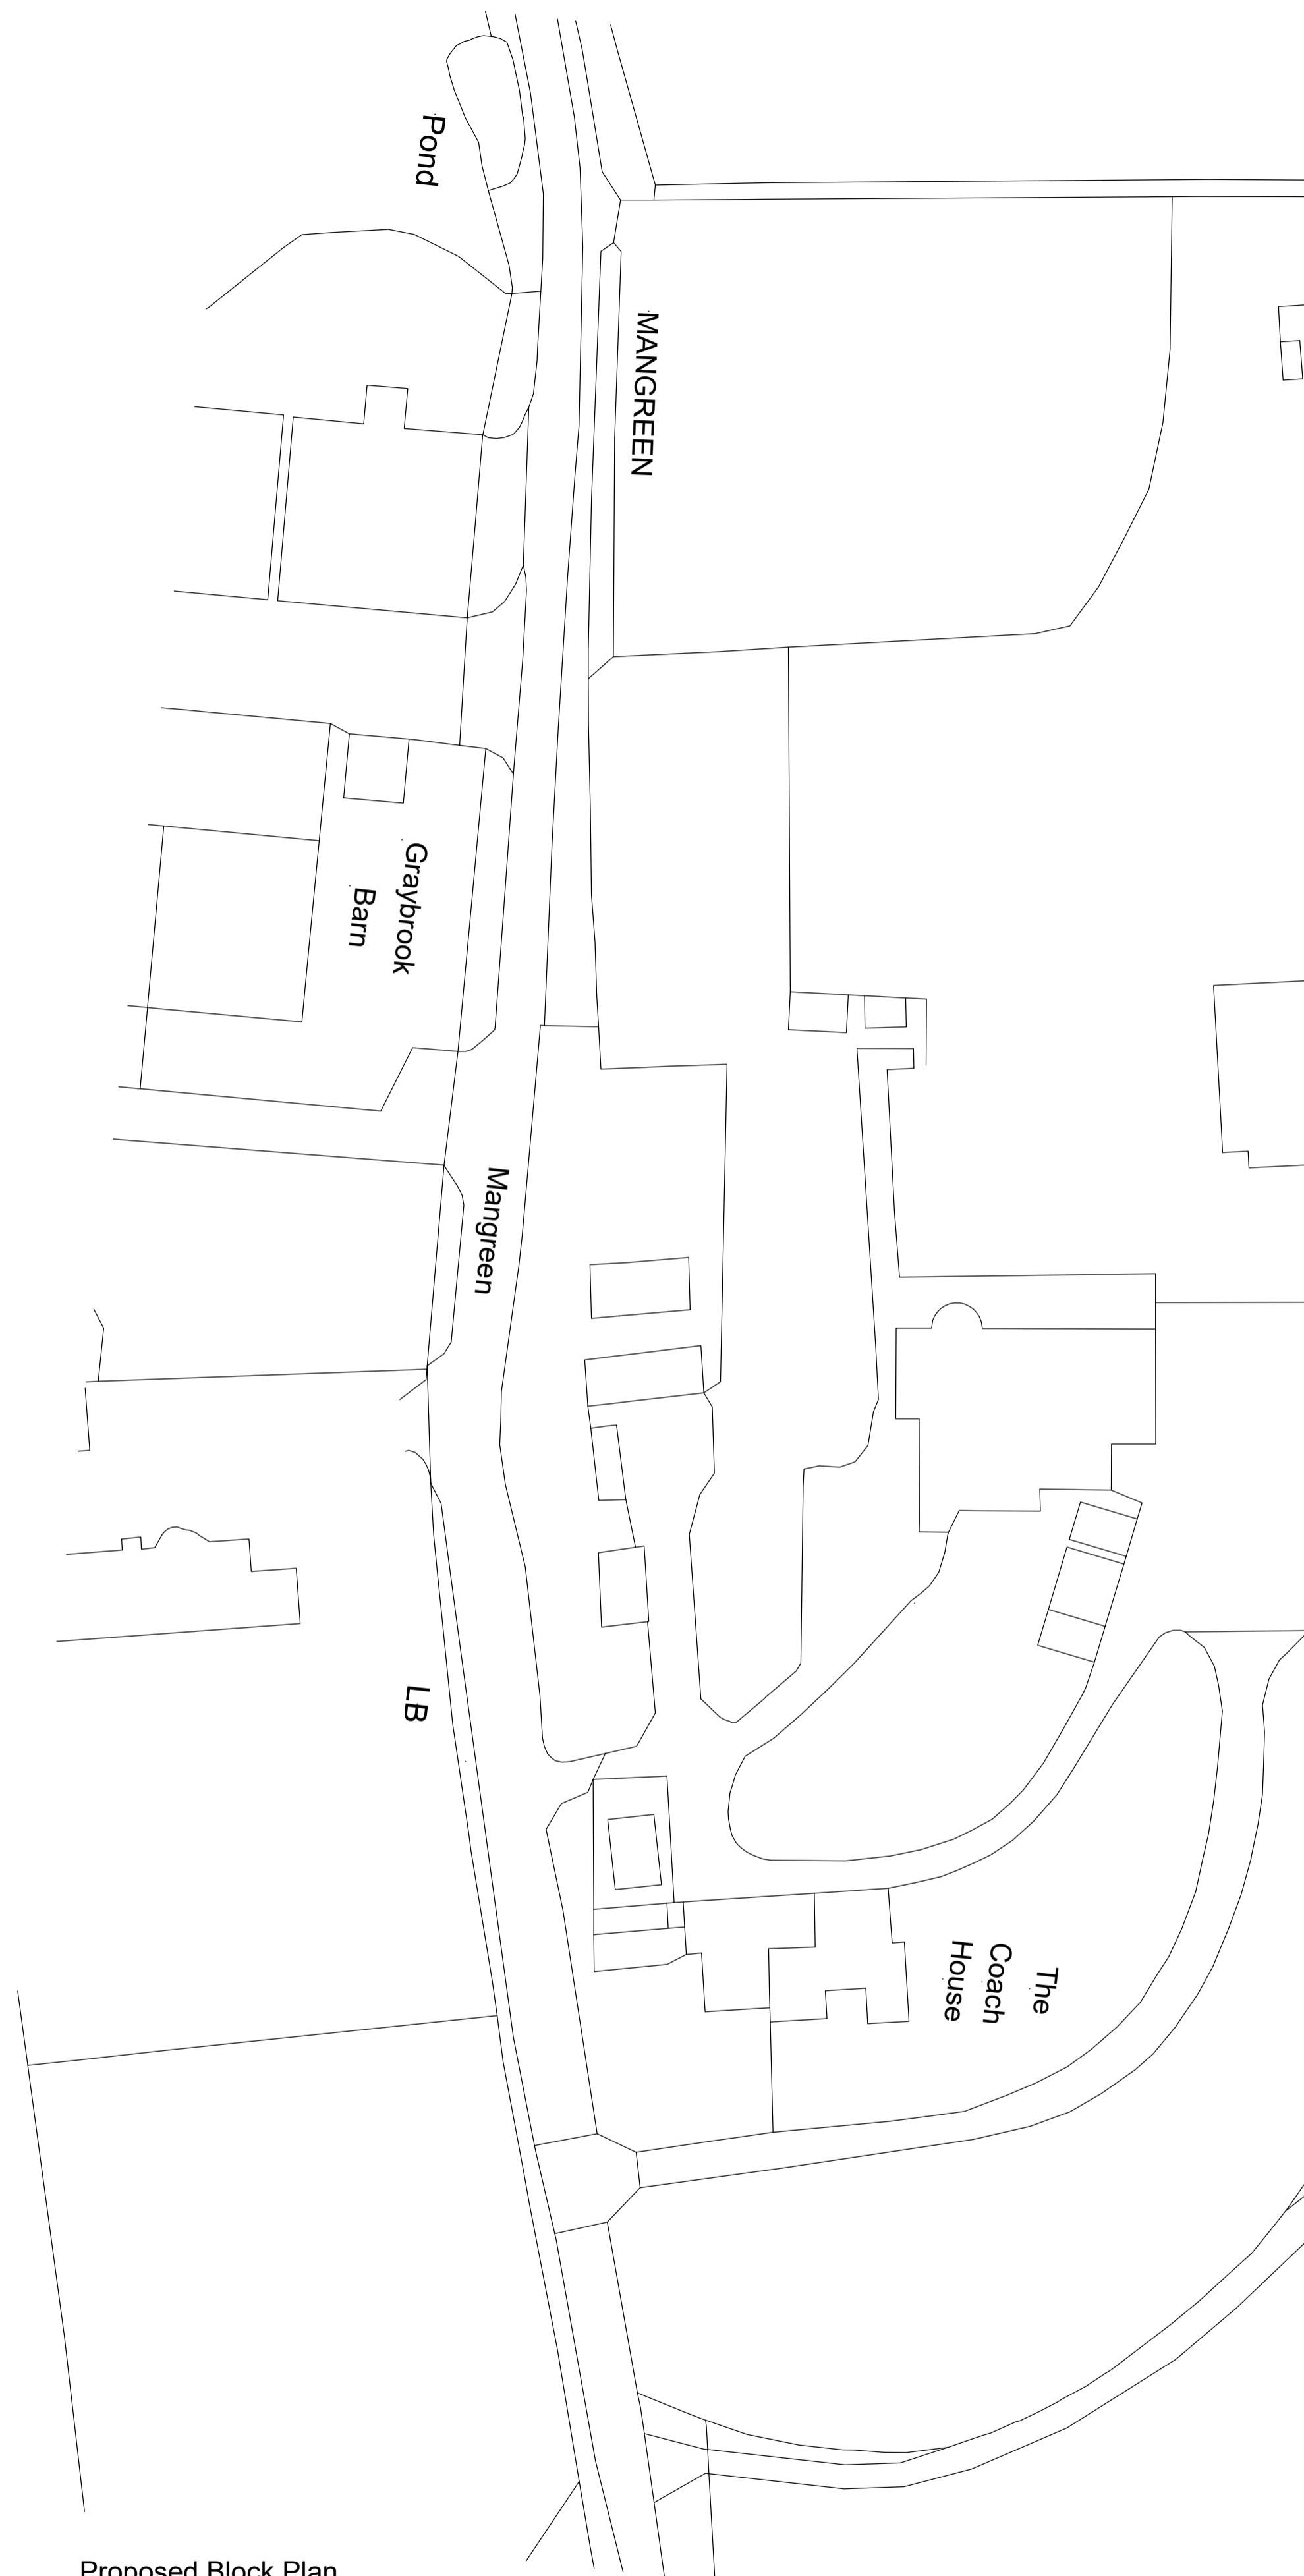 Pond
MANGREEN
Graybrook
Barn
Mangreen
LB
The
Coach
House
Proposed Block Plan